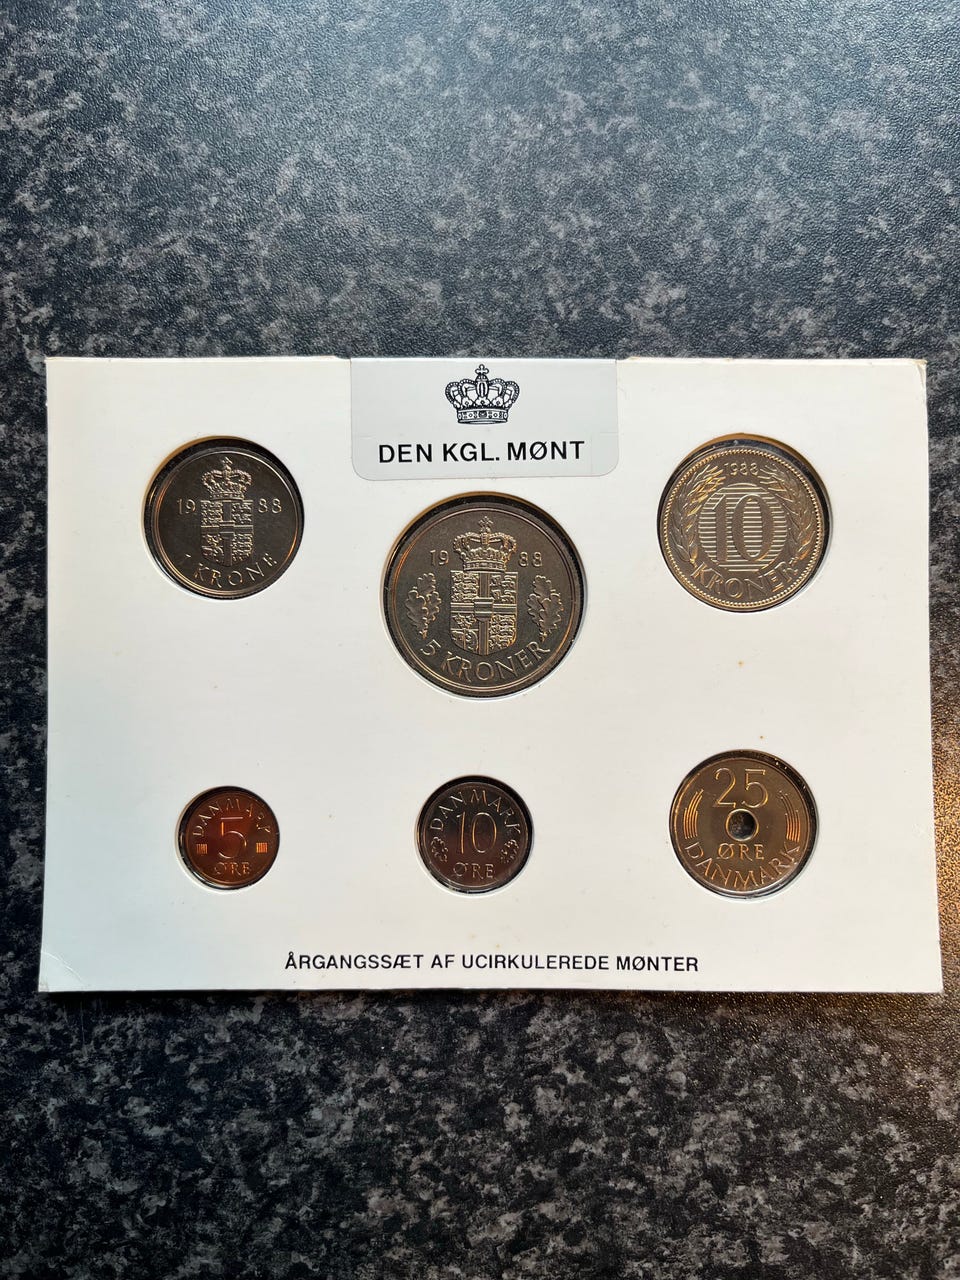 DEN KGL. MØNT
19 88
KRONE
19 88
5 KRONER
1988
10
KRONER
DANMARK
5
ØRE
DANMARK
10
ØRE
25
ØRE
DANMARK
ÅRGANGSSÆT AF UCIRKULEREDE MØNTER